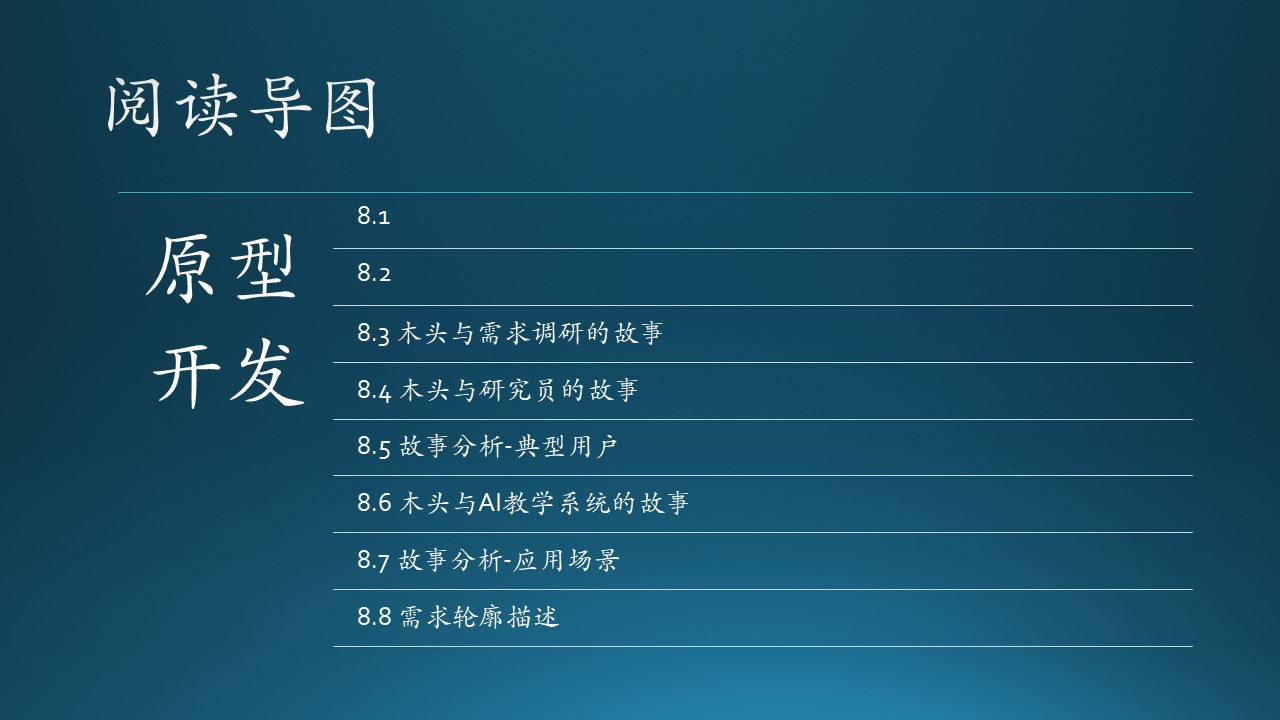 阅读导图
原型
开发
8.1
8.2
8.3 木头与需求调研的故事
8.4 木头与研究员的故事
8.5 故事分析-典型用户
8.6 木头与AI教学系统的故事
8.7 故事分析-应用场景
8.8 需求轮廓描述